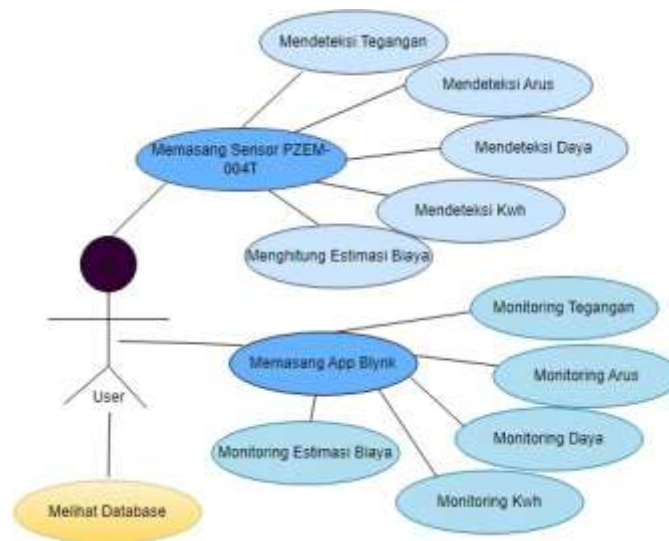 Mendeteksi Tegangan
Mendeteksi Arus
Memasang Sensor PZEM-
004T
Mendeteksi Daya
Mendeteksi Kwh
Menghitung Estimasi Biaya
Monitoring Tegangan
Memasang App Blynk
Monitoring Arus
User
Monitoring Estimasi Biaya
Monitoring Daya
Monitoring Kwh
Melihat Database